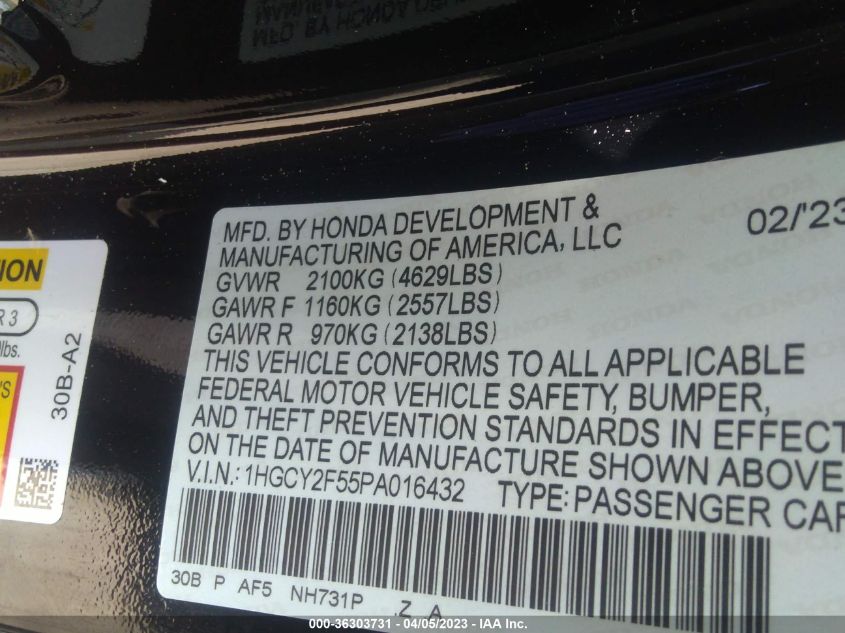 MFD. BY HONDA DEVELOPMENT &
MANUFACTURING OF AMERICA, LLC
02/'23
GVWR 2100KG (4629LBS)
GAWR F 1160KG (2557LBS)
GAWR R 970KG (2138LBS)
THIS VEHICLE CONFORMS TO ALL APPLICABLE
FEDERAL MOTOR VEHICLE SAFETY, BUMPER,
AND THEFT PREVENTION STANDARDS IN EFFECT
ON THE DATE OF MANUFACTURE SHOWN ABOVE
V.I.N.: 1HGCY2F55PA016432 TYPE: PASSENGER CAR
30B P AF5 NH731P Z A
30B-A2
R 3
lbs.
000-36303731 - 04/05/2023 - IAA Inc.